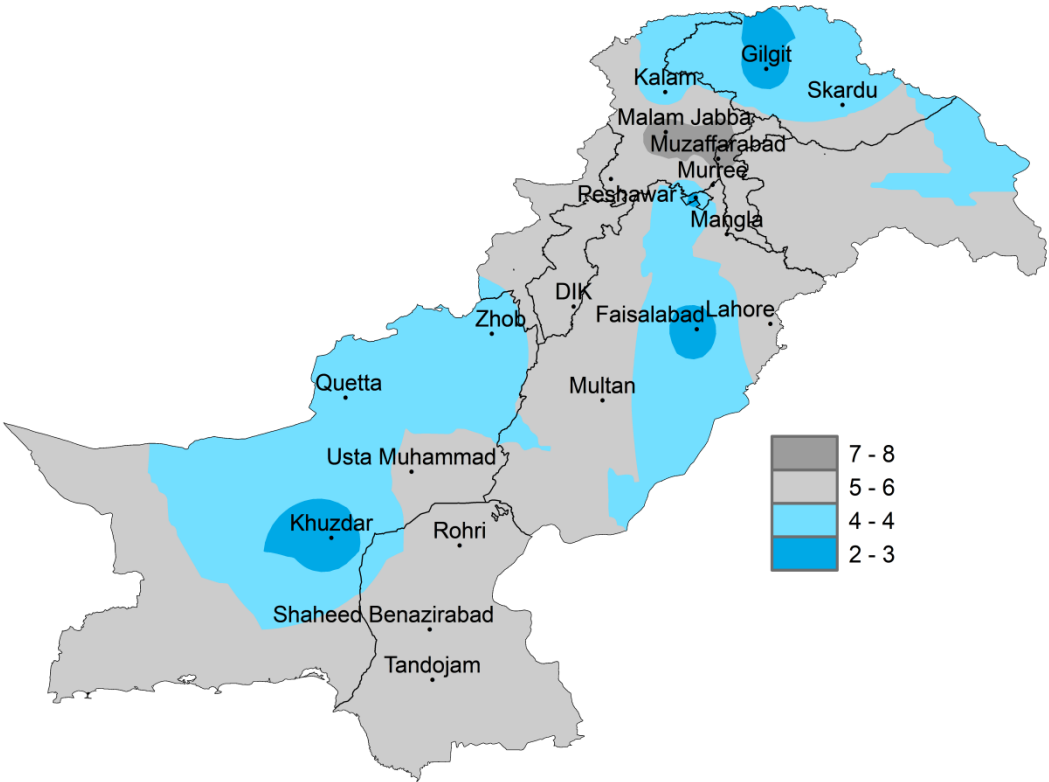 Gilgit
Kalam
Skardu
Malam Jabba
Muzaffarabad
Murree
Peshawar
Mangla
DIK
Zhob
Faisalabad
Lahore
Quetta
Multan
Usta Muhammad
Khuzdar
Rohri
Shaheed Benazirabad
Tandojam
7 - 8
5 - 6
4 - 4
2 - 3